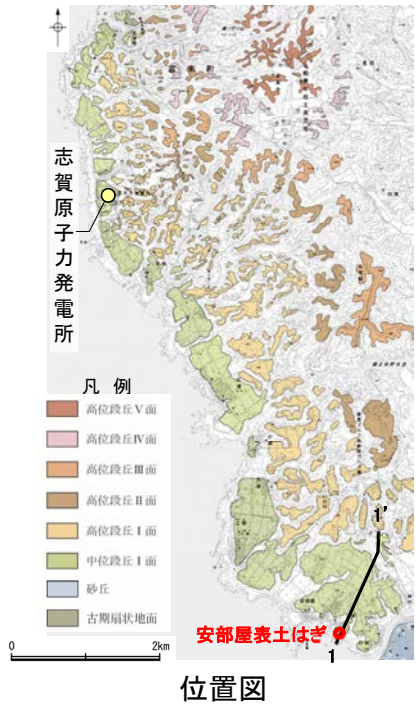 志賀原子力発電所
凡 例
高位段丘Ⅴ面
高位段丘Ⅳ面
高位段丘Ⅲ面
高位段丘Ⅱ面
高位段丘Ⅰ面
中位段丘Ⅰ面
砂丘
古期扇状地面
1'
安部屋表土はぎ
1
0 2km
位置図